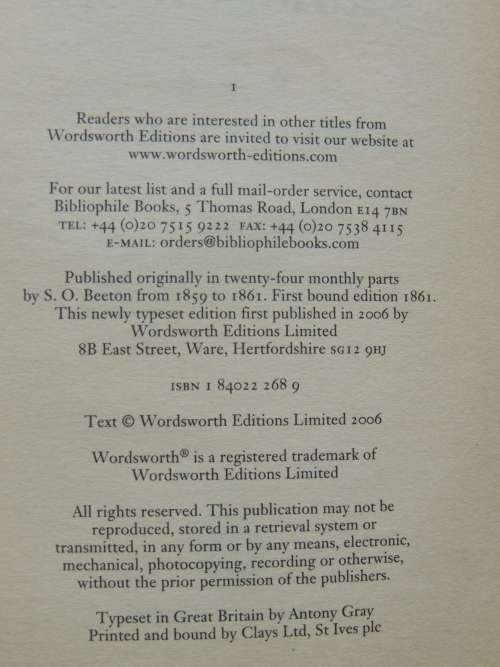 I
Readers who are interested in other titles from
Wordsworth Editions are invited to visit our website at
www.wordsworth-editions.com
For our latest list and a full mail-order service, contact
Bibliophile Books, 5 Thomas Road, London E14 7BN
TEL: +44 (0)20 7515 9222 FAX: +44 (0)20 7538 4115
E-MAIL: orders@bibliophilebooks.com
Published originally in twenty-four monthly parts
by S. O. Beeton from 1859 to 1861. First bound edition 1861.
This newly typeset edition first published in 2006 by
Wordsworth Editions Limited
8B East Street, Ware, Hertfordshire SG12 9HJ
ISBN 1 84022 268 9
Text © Wordsworth Editions Limited 2006
Wordsworth® is a registered trademark of
Wordsworth Editions Limited
All rights reserved. This publication may not be
reproduced, stored in a retrieval system or
transmitted, in any form or by any means, electronic,
mechanical, photocopying, recording or otherwise,
without the prior permission of the publishers.
Typeset in Great Britain by Antony Gray
Printed and bound by Clays Ltd, St Ives plc